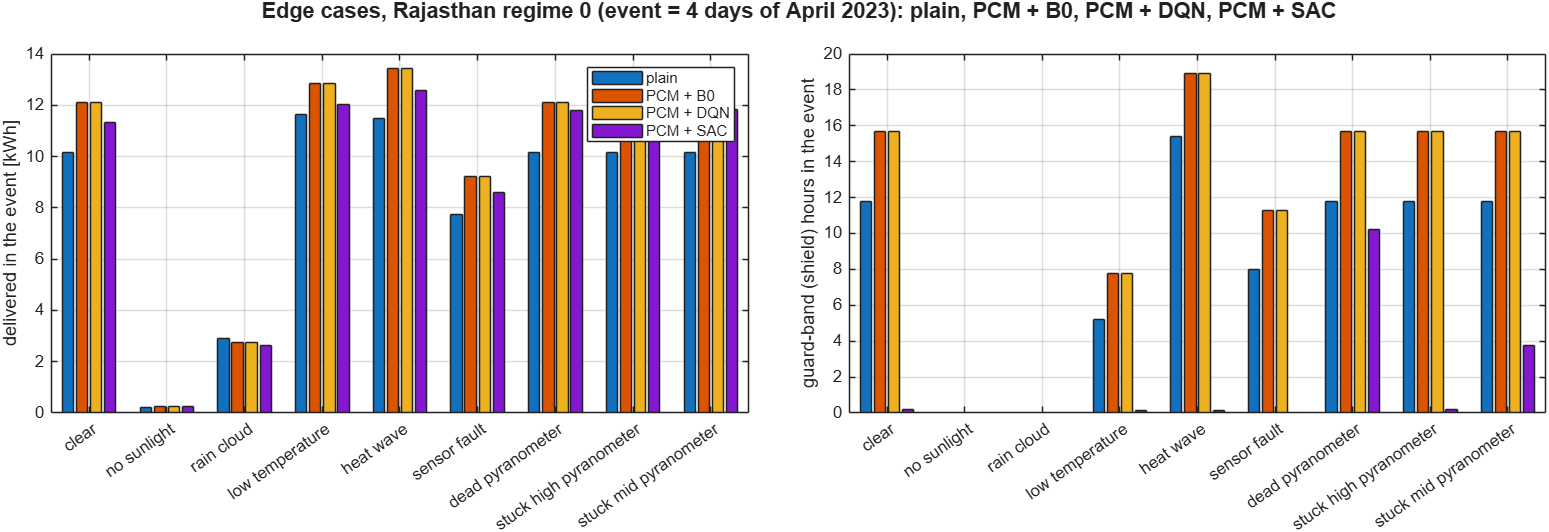 Edge cases, Rajasthan regime 0 (event = 4 days of April 2023): plain, PCM + B0, PCM + DQN, PCM + SAC
delivered in the event [kWh]
14
12
10
8
6
4
2
0
plain
PCM + B0
PCM + DQN
PCM + SAC
clear
no sunlight
rain cloud
low temperature
heat wave
sensor fault
dead pyranometer
stuck high pyranometer
stuck mid pyranometer
guard-band (shield) hours in the event
20
18
16
14
12
10
8
6
4
2
0
clear
no sunlight
rain cloud
low temperature
heat wave
sensor fault
dead pyranometer
stuck high pyranometer
stuck mid pyranometer